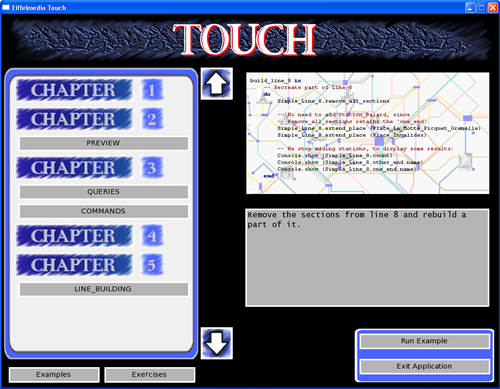 Eiffelmedia Touch
TOUCH
CHAPTER 1
CHAPTER 2
PREVIEW
CHAPTER 3
QUERIES
COMMANDS
CHAPTER 4
CHAPTER 5
LINE_BUILDING
Examples
Exercises
build_line_8 is
-- Recreate part of Line 8
do
Simple_Line_8.remove_all_sections
-- No need to add Station_Balard, since
-- remove_all_sections retains the 'one_end'.
Simple_Line_8.extend_place (Place_La_Motte_Picquet_Grenelle)
Simple_Line_8.extend_place (Place_Invalides)
-- We stop adding stations, to display some results:
Console.show (Simple_Line_8.count)
Console.show (Simple_Line_8.other_end.name)
Console.show (Simple_Line_8.one_end.name)
end
Remove the sections from line 8 and rebuild a
part of it.
Run Example
Exit Application